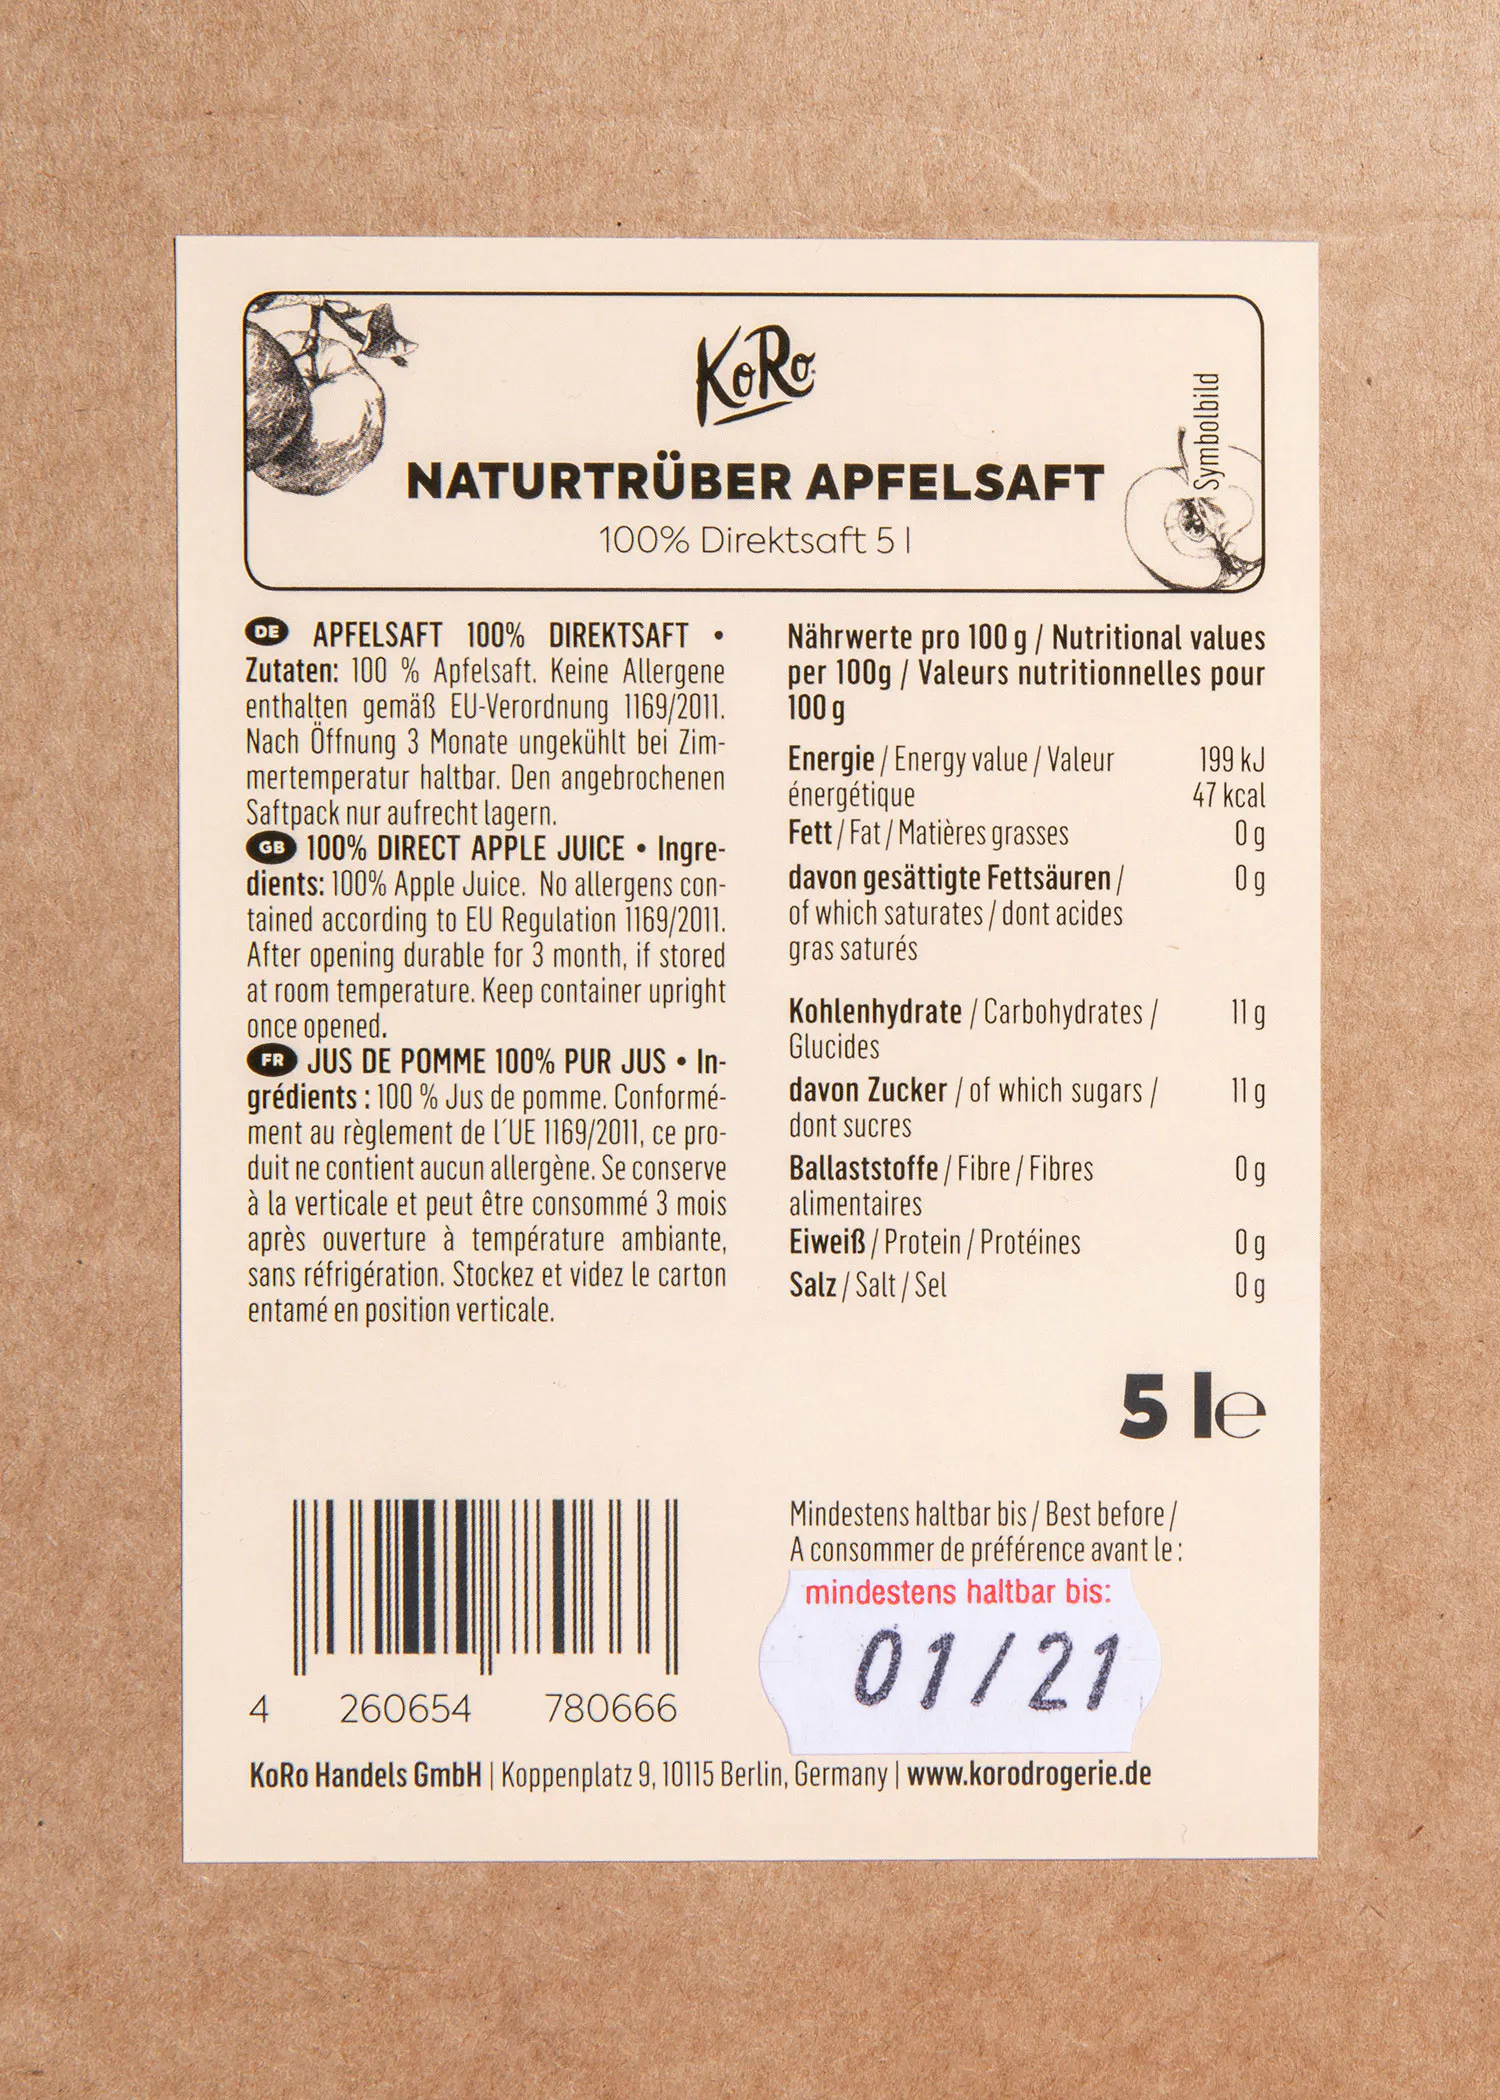 KoRo
NATURTRÜBER APFELSAFT
100% Direktsaft 5 l
Symbolbild
DE APFELSAFT 100% DIREKTSAFT •
Zutaten: 100 % Apfelsaft. Keine Allergene
enthalten gemäß EU-Verordnung 1169/2011.
Nach Öffnung 3 Monate ungekühlt bei Zim-
mertemperatur haltbar. Den angebrochenen
Saftpack nur aufrecht lagern.
GB 100% DIRECT APPLE JUICE • Ingre-
dients: 100% Apple Juice. No allergens con-
tained according to EU Regulation 1169/2011.
After opening durable for 3 month, if stored
at room temperature. Keep container upright
once opened.
FR JUS DE POMME 100% PUR JUS • In-
grédients : 100 % Jus de pomme. Conformé-
ment au règlement de l´UE 1169/2011, ce pro-
duit ne contient aucun allergène. Se conserve
à la verticale et peut être consommé 3 mois
après ouverture à température ambiante,
sans réfrigération. Stockez et videz le carton
entamé en position verticale.
Nährwerte pro 100 g / Nutritional values
per 100g / Valeurs nutritionnelles pour
100 g
Energie / Energy value / Valeur 199 kJ
énergétique 47 kcal
Fett / Fat / Matières grasses 0 g
davon gesättigte Fettsäuren / 0 g
of which saturates / dont acides
gras saturés
Kohlenhydrate / Carbohydrates / 11 g
Glucides
davon Zucker / of which sugars / 11 g
dont sucres
Ballaststoffe / Fibre / Fibres 0 g
alimentaires
Eiweiß / Protein / Protéines 0 g
Salz / Salt / Sel 0 g
5 l e
Mindestens haltbar bis / Best before /
A consommer de préférence avant le :
mindestens haltbar bis:
01/21
4 260654 780666
KoRo Handels GmbH | Koppenplatz 9, 10115 Berlin, Germany | www.korodrogerie.de